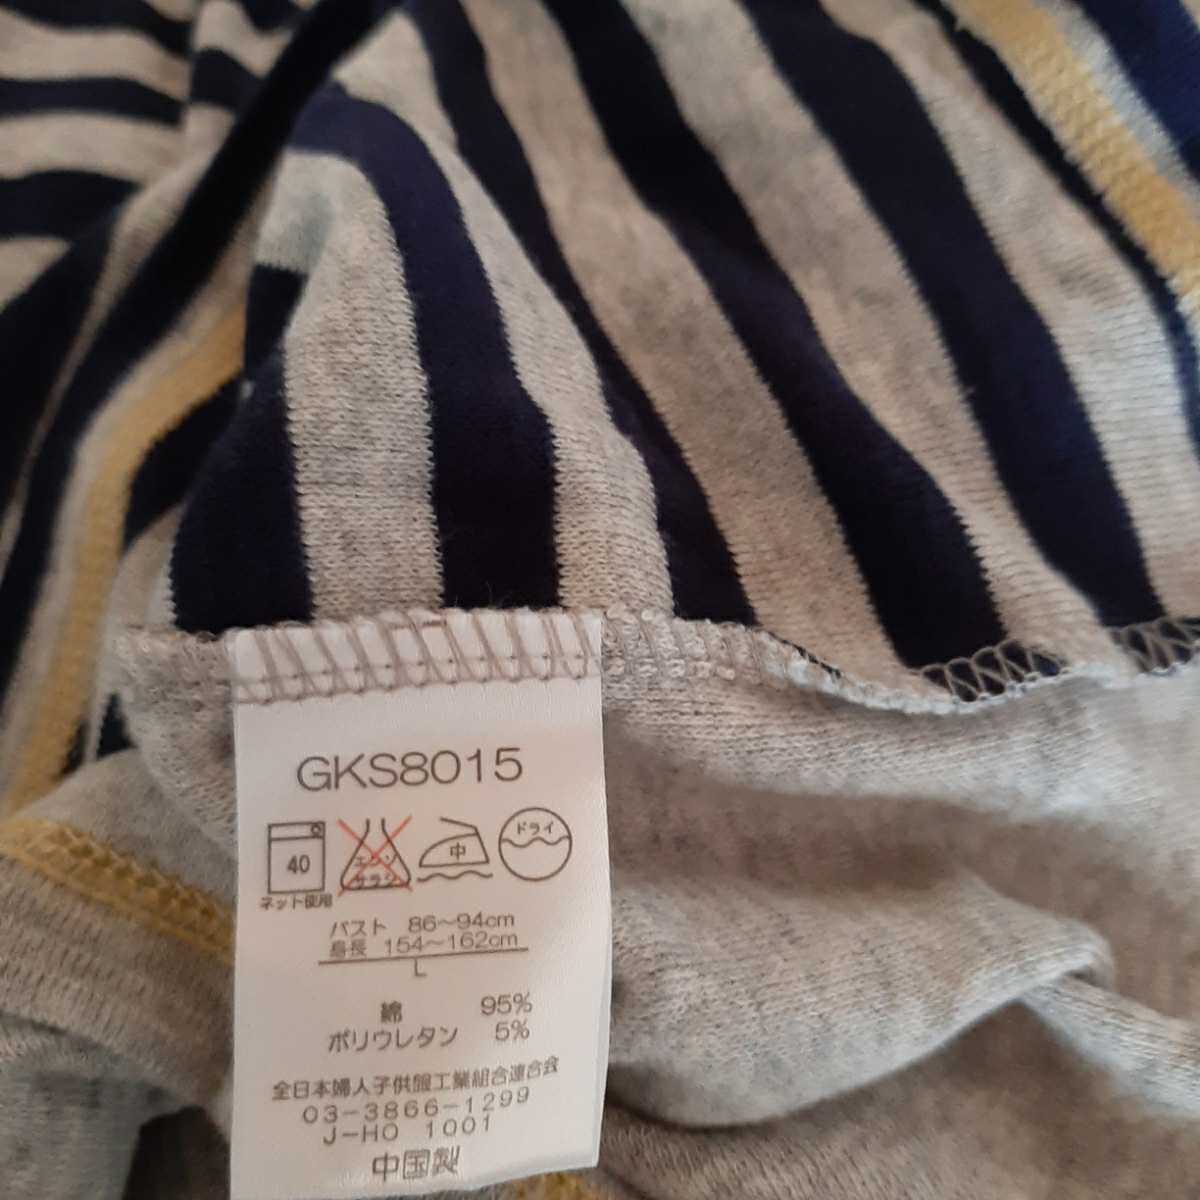 GKS8015
40
エンソ
サラシ
中
ドライ
ネット使用
バスト 86~94cm
身長 154~162cm
L
綿 95%
ポリウレタン 5%
全日本婦人子供服工業組合連合会
03-3866-1299
J-HO 1001
中国製